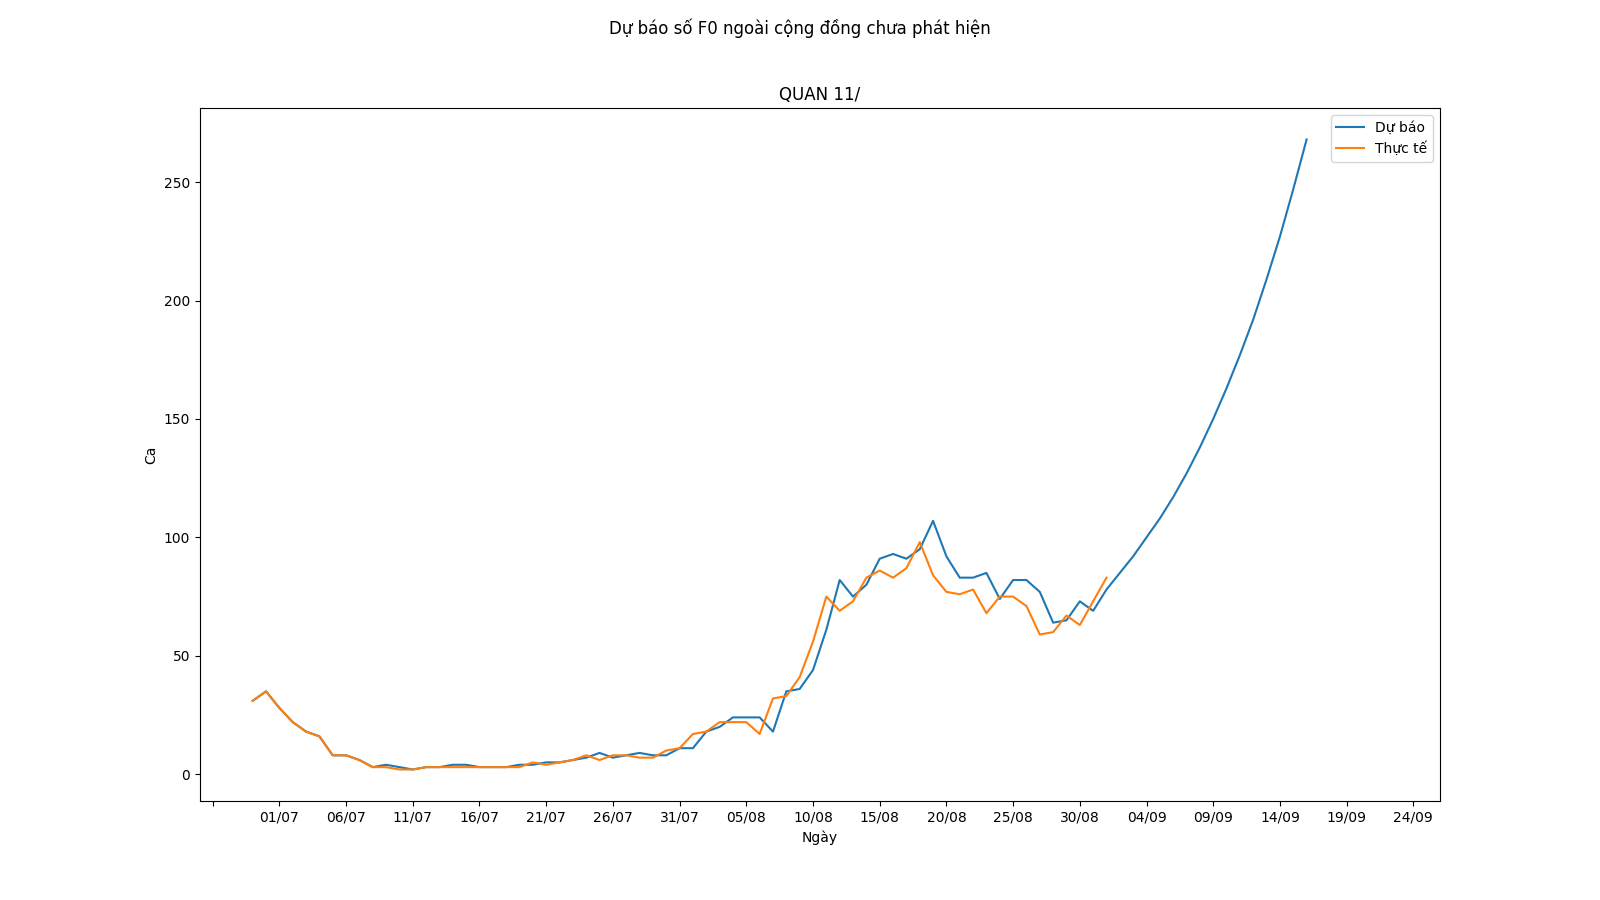 Dự báo số F0 ngoài cộng đồng chưa phát hiện
QUAN 11/
Dự báo
Thực tế
250
200
150
100
50
0
Ca
01/07 06/07 11/07 16/07 21/07 26/07 31/07 05/08 10/08 15/08 20/08 25/08 30/08 04/09 09/09 14/09 19/09 24/09
Ngày